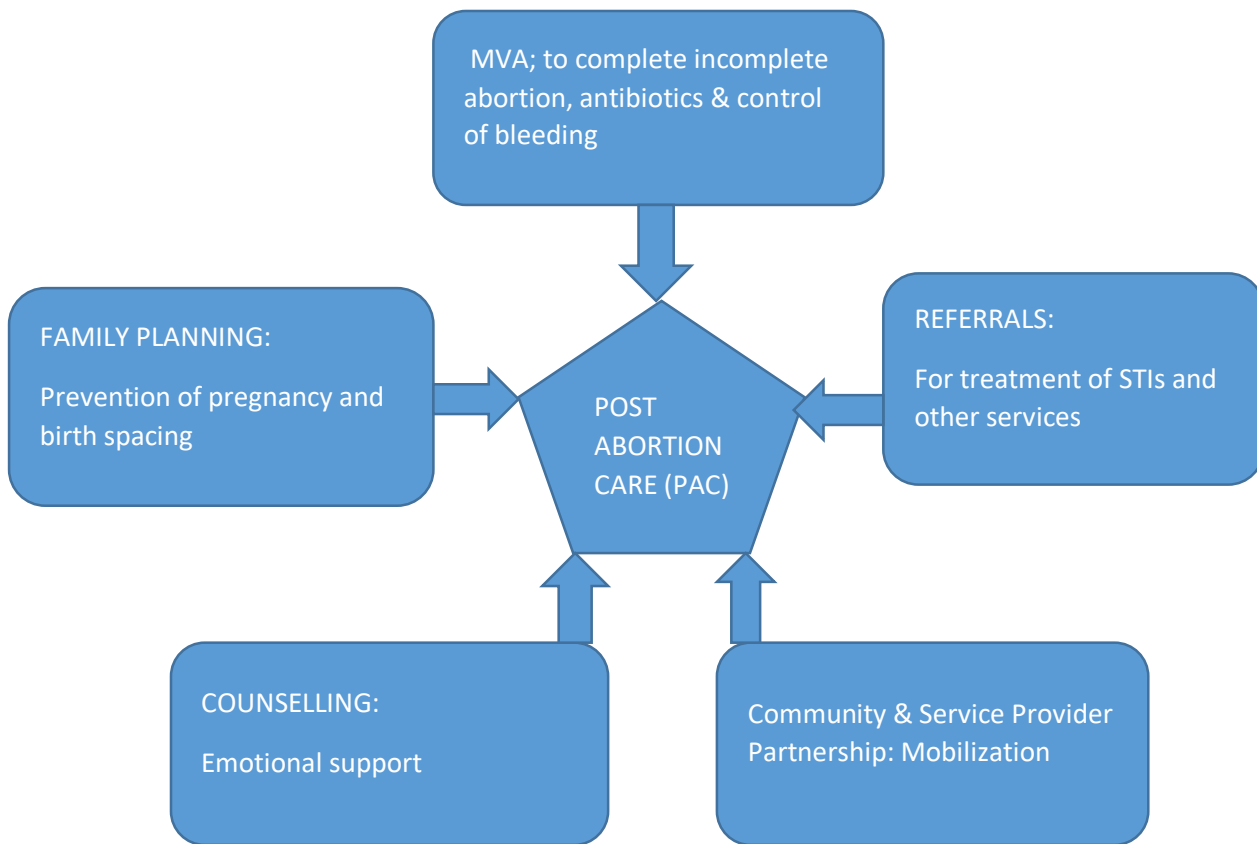 MVA; to complete incomplete
abortion, antibiotics & control
of bleeding
FAMILY PLANNING:
Prevention of pregnancy and
birth spacing
POST
ABORTION
CARE (PAC)
REFERRALS:
For treatment of STIs and
other services
COUNSELLING:
Emotional support
Community & Service Provider
Partnership: Mobilization